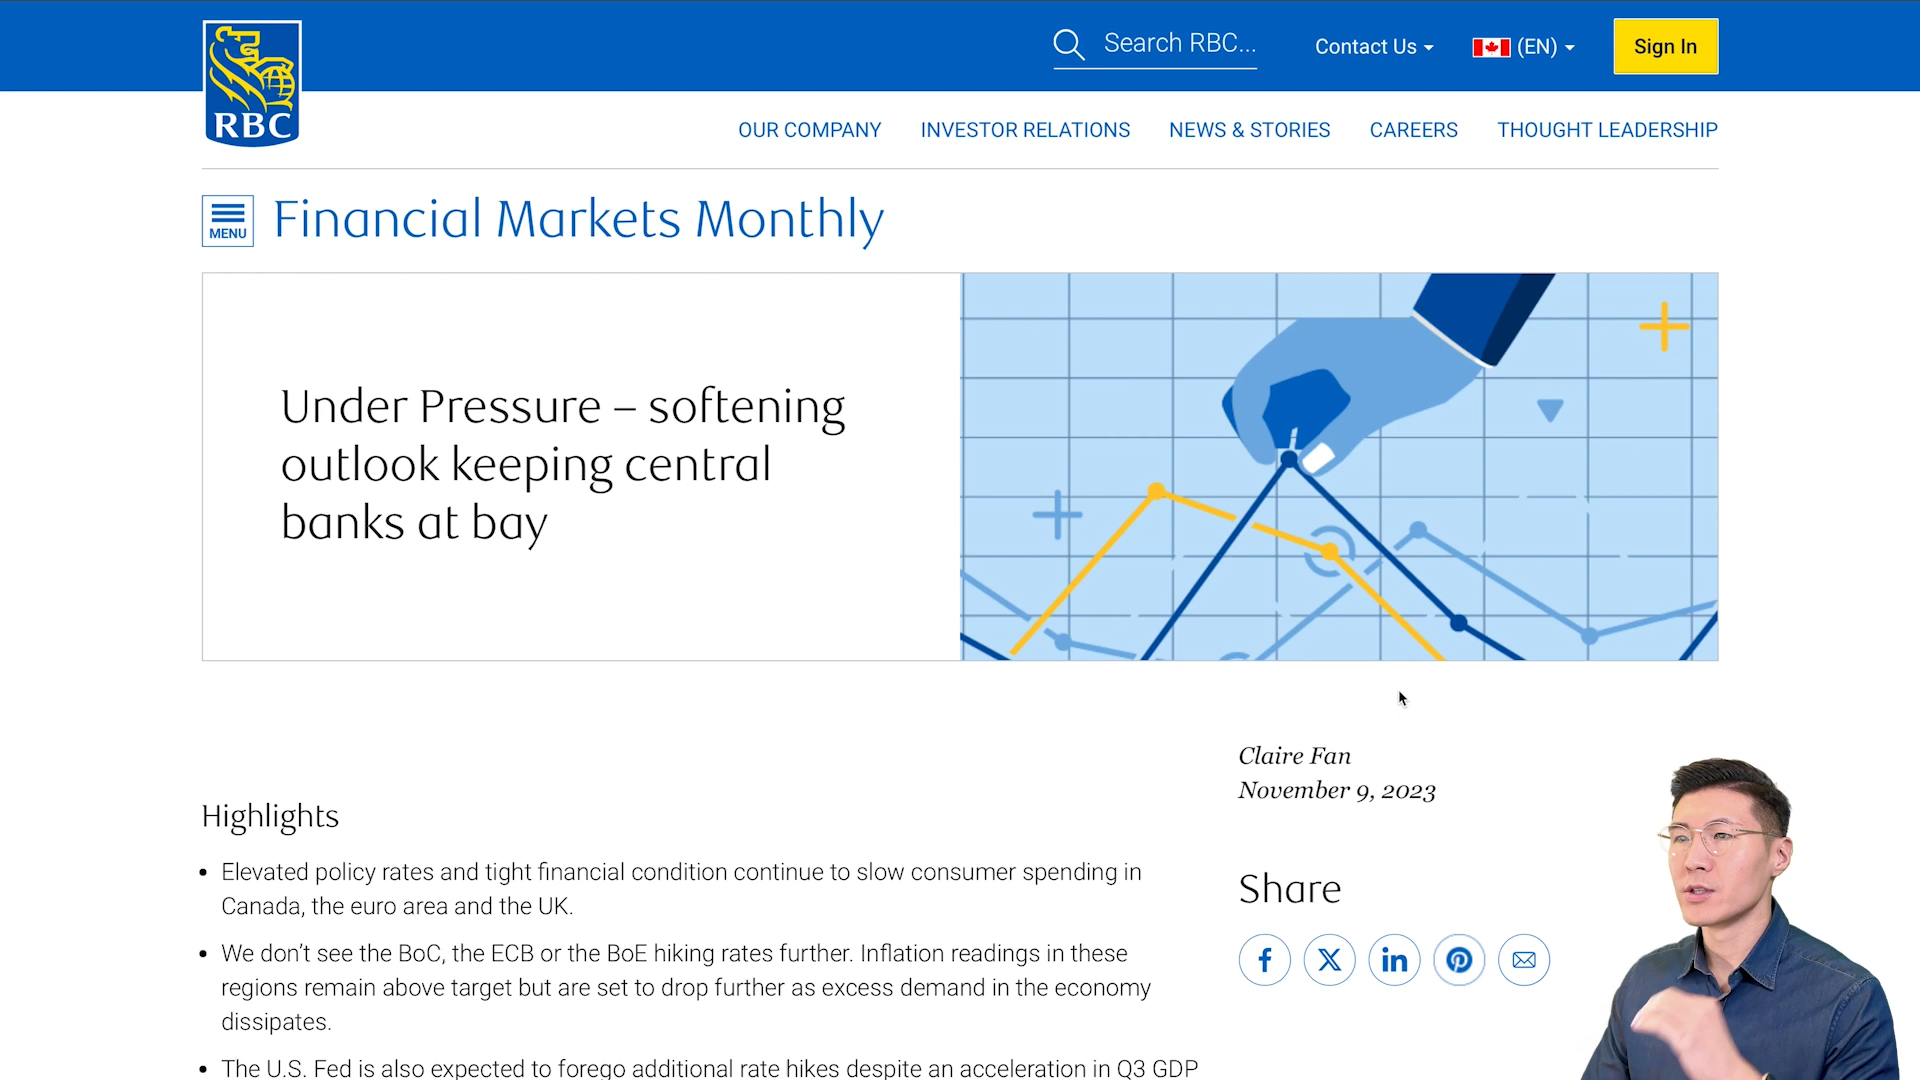 RBC
Search RBC...
Contact Us
(EN)
Sign In
OUR COMPANY
INVESTOR RELATIONS
NEWS & STORIES
CAREERS
THOUGHT LEADERSHIP
MENU
Financial Markets Monthly
Under Pressure – softening
outlook keeping central
banks at bay
Claire Fan
November 9, 2023
Highlights
• Elevated policy rates and tight financial condition continue to slow consumer spending in
Canada, the euro area and the UK.
• We don’t see the BoC, the ECB or the BoE hiking rates further. Inflation readings in these
regions remain above target but are set to drop further as excess demand in the economy
dissipates.
• The U.S. Fed is also expected to forego additional rate hikes despite an acceleration in Q3 GDP
Share